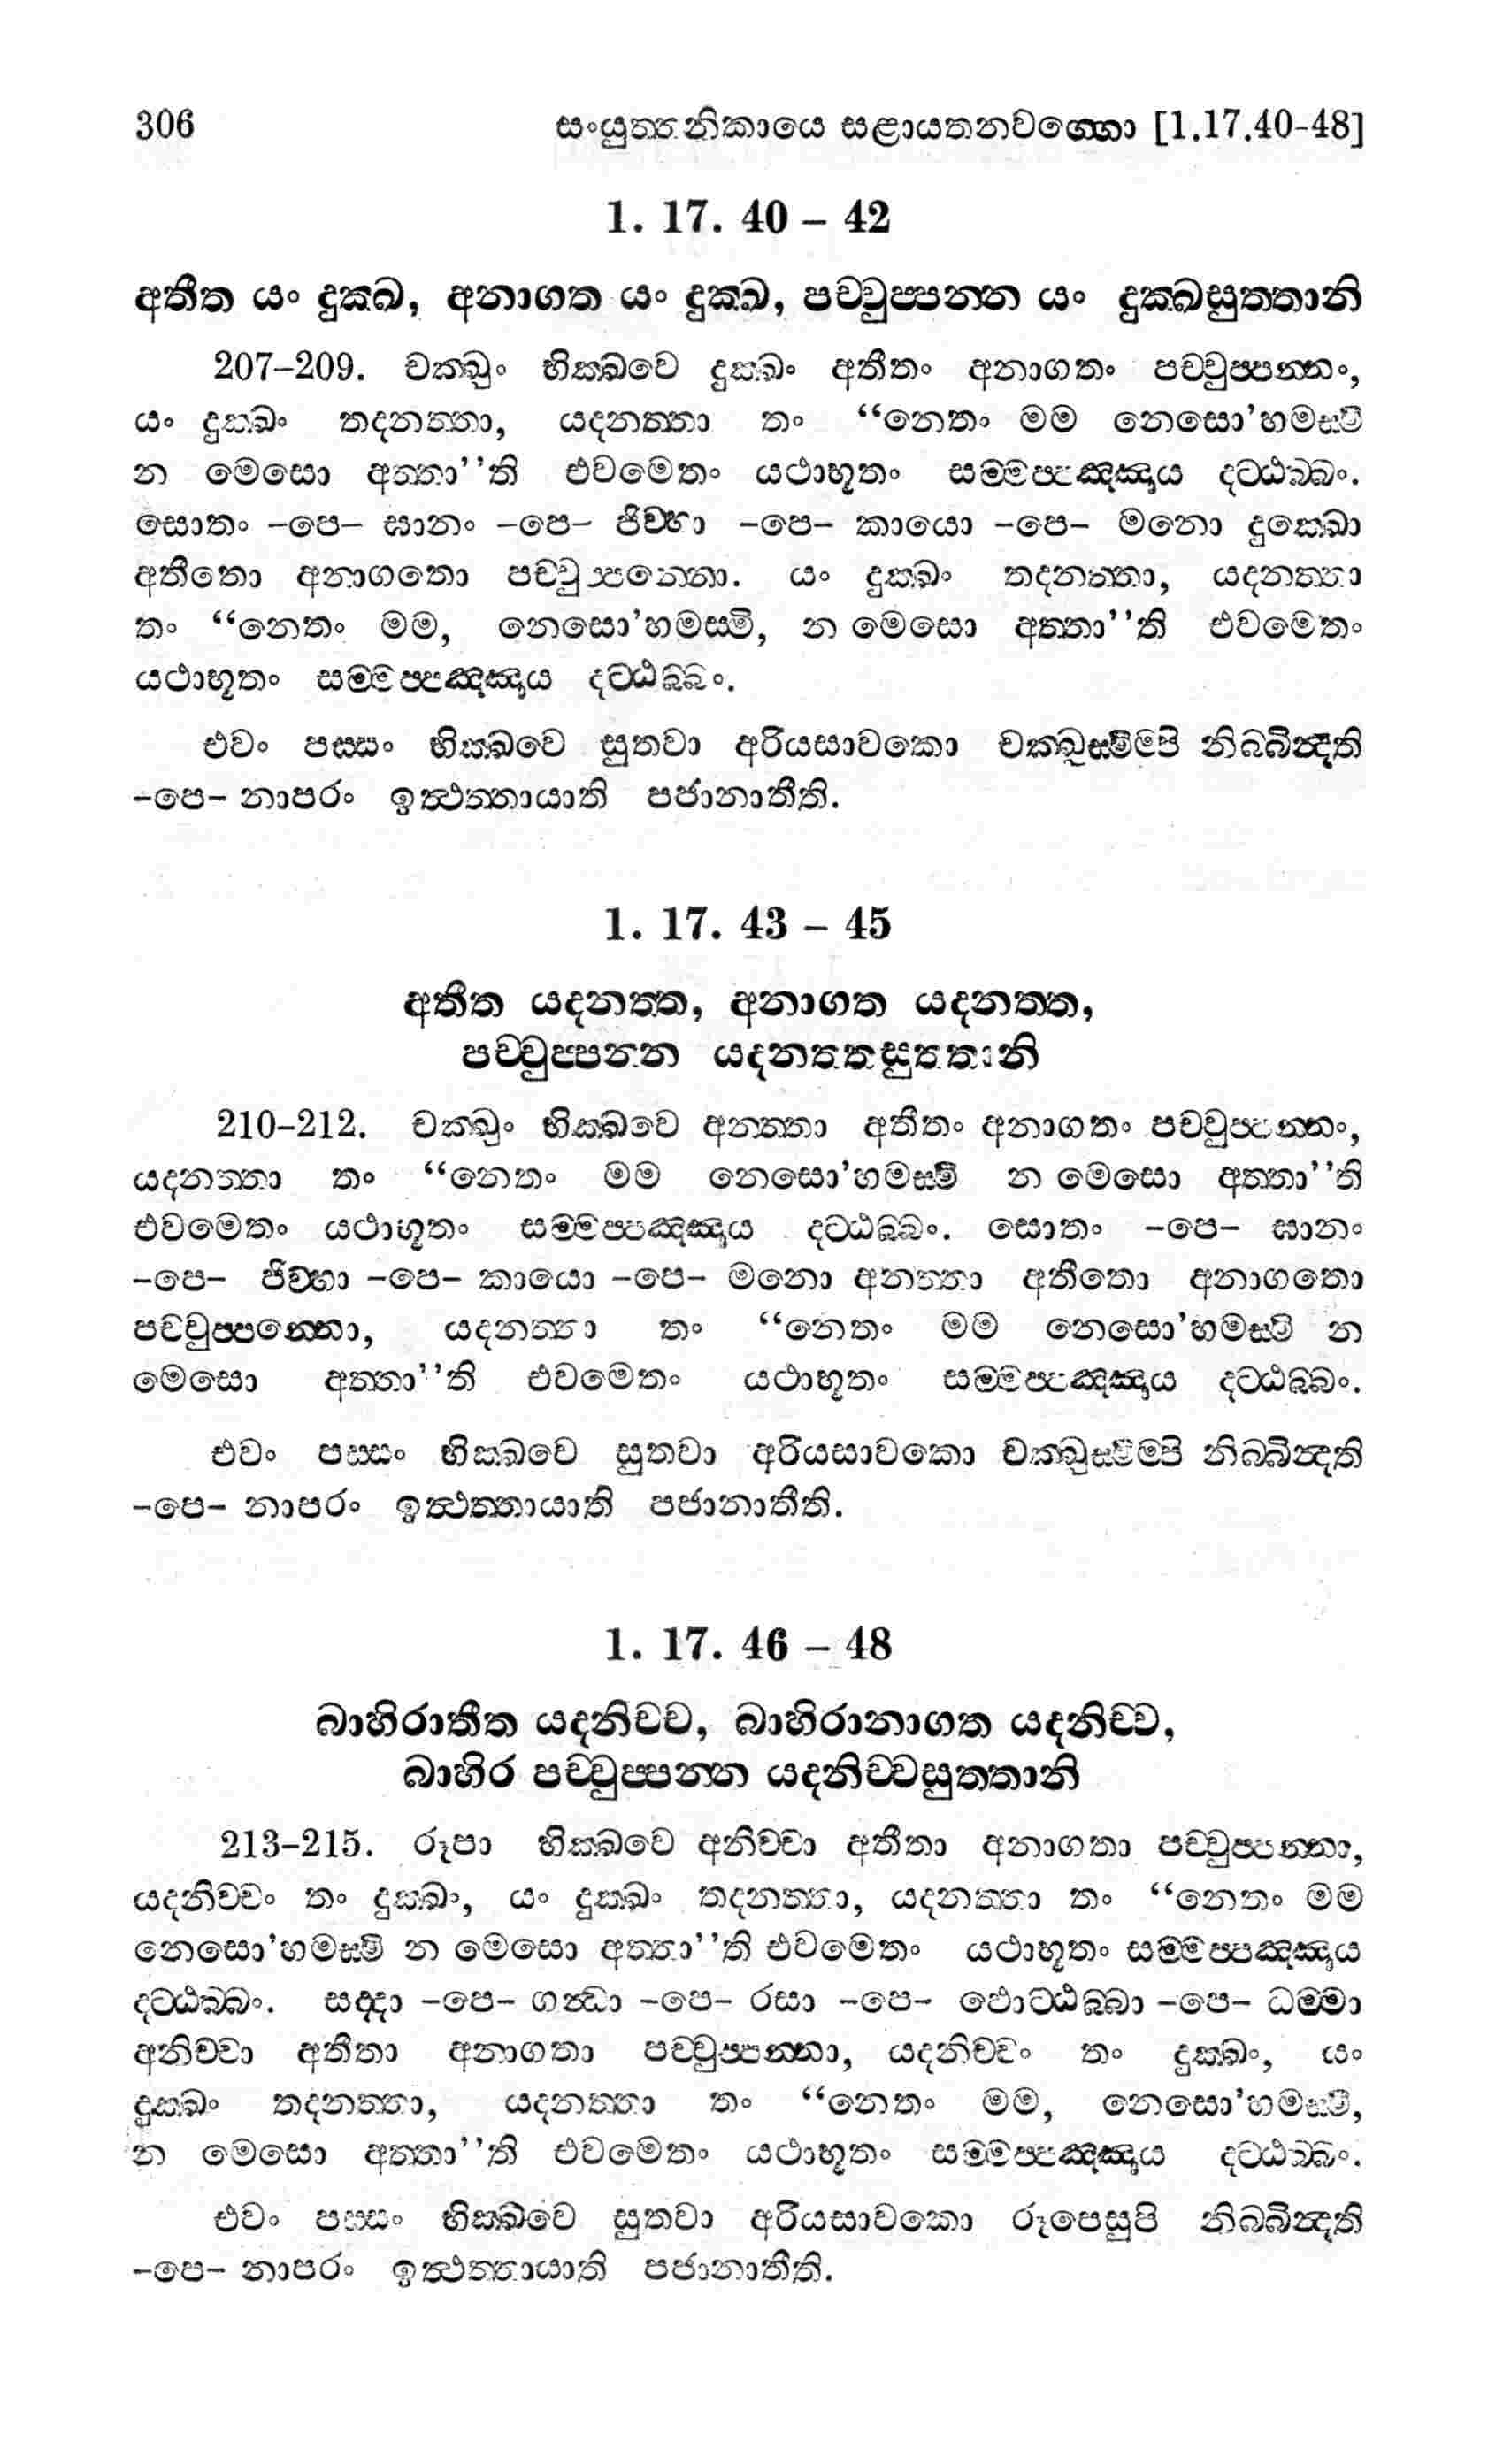 306 සංයුත්තනිකායෙ සළායතනවග්ගො [1.17.40-48]
1. 17. 40 – 42
අතීත යං දුක්ඛ, අනාගත යං දුක්ඛ, පච්චුප්පන්න යං දුක්ඛසුත්තානි
207–209. චක්ඛුං භික්ඛවෙ දුක්ඛං අතීතං අනාගතං පච්චුප්පන්නං,
යං දුක්ඛං තදනත්තා, යදනත්තා තං “නෙතං මම නෙසො’හමස්මි
න මෙසො අත්තා’’ති එවමෙතං යථාභූතං සම්මප්පඤ්ඤාය දට්ඨබ්බං.
සොතං –පෙ– ඝානං –පෙ– ජිව්හා –පෙ– කායො –පෙ– මනො දුක්ඛො
අතීතො අනාගතො පච්චුප්පන්නො. යං දුක්ඛං තදනත්තා, යදනත්තා
තං “නෙතං මම, නෙසො’හමස්මි, න මෙසො අත්තා’’ති එවමෙතං
යථාභූතං සම්මප්පඤ්ඤාය දට්ඨබ්බං.
එවං පස්සං භික්ඛවෙ සුතවා අරියසාවකො චක්ඛුස්මිම්පි නිබ්බින්දති
–පෙ– නාපරං ඉත්ථත්තායාති පජානාතීති.
1. 17. 43 – 45
අතීත යදනත්ත, අනාගත යදනත්ත,
පච්චුප්පන්න යදනත්තසුත්තානි
210–212. චක්ඛුං භික්ඛවෙ අනත්තා අතීතං අනාගතං පච්චුප්පන්නං,
යදනත්තා තං “නෙතං මම නෙසො’හමස්මි න මෙසො අත්තා’’ති
එවමෙතං යථාභූතං සම්මප්පඤ්ඤාය දට්ඨබ්බං. සොතං –පෙ– ඝානං
–පෙ– ජිව්හා –පෙ– කායො –පෙ– මනො අනත්තා අතීතො අනාගතො
පච්චුප්පන්නො, යදනත්තා තං “නෙතං මම නෙසො’හමස්මි න
මෙසො අත්තා’’ති එවමෙතං යථාභූතං සම්මප්පඤ්ඤාය දට්ඨබ්බං.
එවං පස්සං භික්ඛවෙ සුතවා අරියසාවකො චක්ඛුස්මිම්පි නිබ්බින්දති
–පෙ– නාපරං ඉත්ථත්තායාති පජානාතීති.
1. 17. 46 – 48
බාහිරාතීත යදනිච්ච, බාහිරානාගත යදනිච්ච,
බාහිර පච්චුප්පන්න යදනිච්චසුත්තානි
213–215. රූපා භික්ඛවෙ අනිච්චා අතීතා අනාගතා පච්චුප්පන්නා,
යදනිච්චං තං දුක්ඛං, යං දුක්ඛං තදනත්තා, යදනත්තා තං “නෙතං මම
නෙසො’හමස්මි න මෙසො අත්තා’’ති එවමෙතං යථාභූතං සම්මප්පඤ්ඤාය
දට්ඨබ්බං. සද්දා –පෙ– ගන්ධා –පෙ– රසා –පෙ– ඵොට්ඨබ්බා –පෙ– ධම්මා
අනිච්චා අතීතා අනාගතා පච්චුප්පන්නා, යදනිච්චං තං දුක්ඛං, යං
දුක්ඛං තදනත්තා, යදනත්තා තං “නෙතං මම, නෙසො’හමස්මි,
න මෙසො අත්තා’’ති එවමෙතං යථාභූතං සම්මප්පඤ්ඤාය දට්ඨබ්බං.
එවං පස්සං භික්ඛවෙ සුතවා අරියසාවකො රූපෙසුපි නිබ්බින්දති
–පෙ– නාපරං ඉත්ථත්තායාති පජානාතීති.